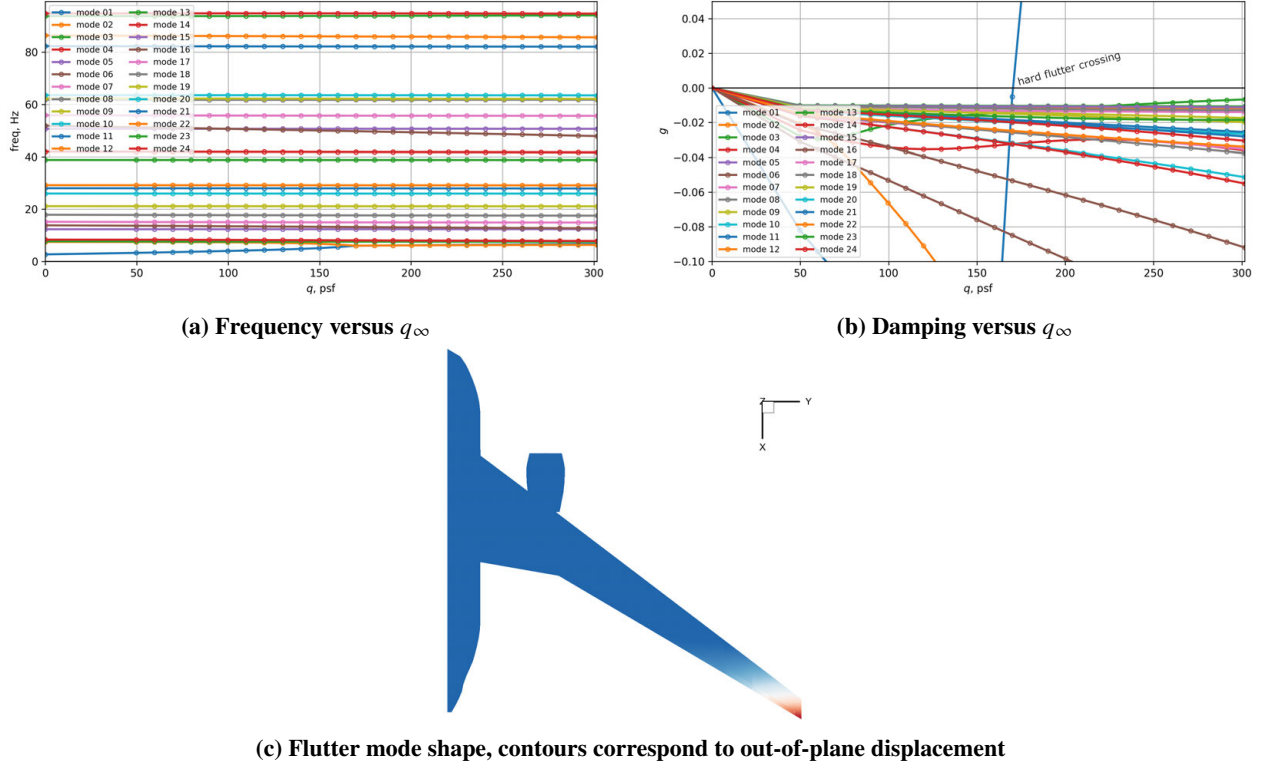 mode 01
mode 02
mode 03
mode 04
mode 05
mode 06
mode 07
mode 08
mode 09
mode 10
mode 11
mode 12
mode 13
mode 14
mode 15
mode 16
mode 17
mode 18
mode 19
mode 20
mode 21
mode 22
mode 23
mode 24
80
60
40
20
0
freq, Hz
0
50
100
150
200
250
300
q, psf
(a) Frequency versus q∞
0.04
0.02
0.00
−0.02
−0.04
−0.06
−0.08
−0.10
g
hard flutter crossing
mode 01
mode 02
mode 03
mode 04
mode 05
mode 06
mode 07
mode 08
mode 09
mode 10
mode 11
mode 12
mode 13
mode 14
mode 15
mode 16
mode 17
mode 18
mode 19
mode 20
mode 21
mode 22
mode 23
mode 24
0
50
100
150
200
250
300
q, psf
(b) Damping versus q∞
Z
Y
X
(c) Flutter mode shape, contours correspond to out-of-plane displacement